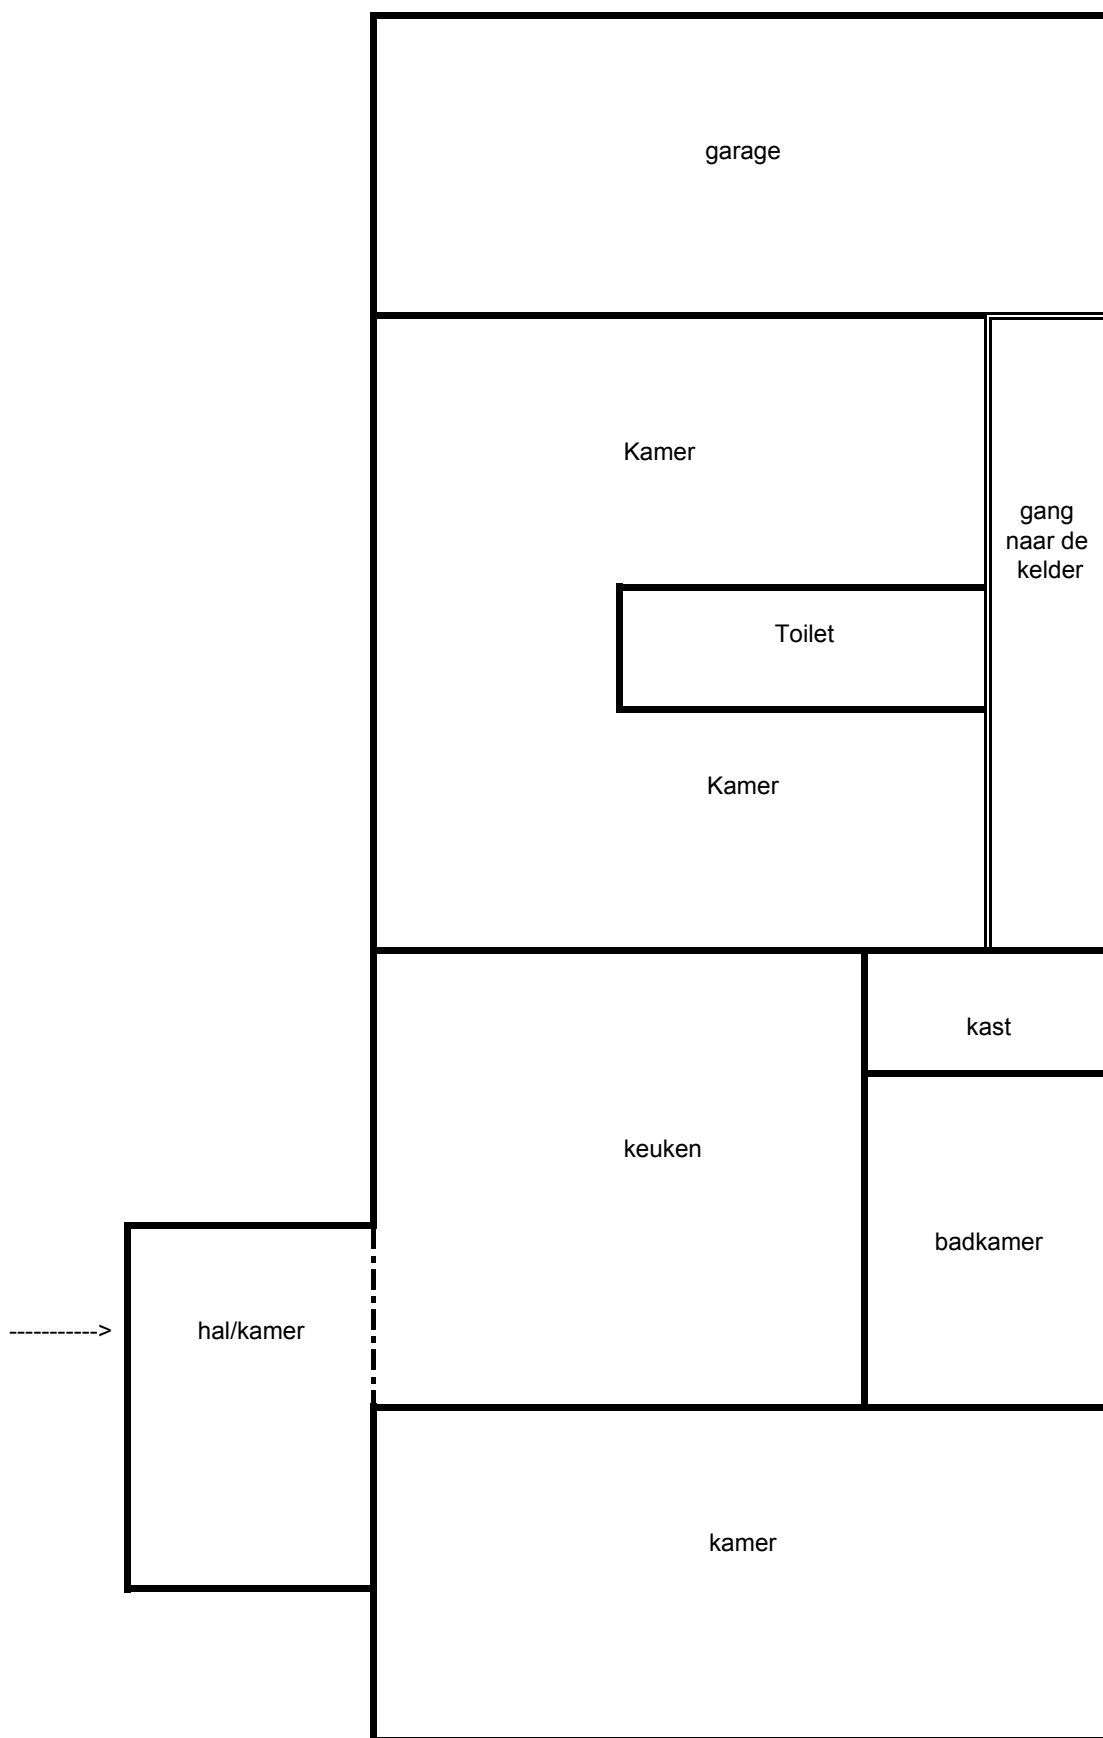 garage
Kamer
gang
naar de
kelder
Toilet
Kamer
kast
keuken
badkamer
-----------> hal/kamer
kamer